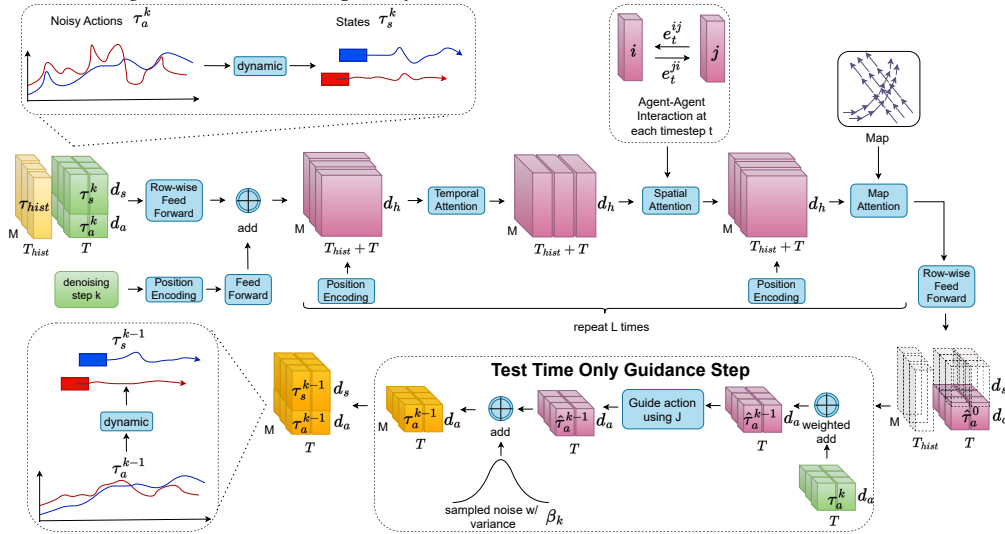 Noisy Actions τ_a^k
States τ_s^k
dynamic
i
e_t^{ij}
e_t^{ji}
j
Agent-Agent
Interaction at
each timestep t
Map
τ_hist
τ_s^k
τ_a^k
d_s
d_a
M
T_hist
T
Row-wise
Feed
Forward
add
d_h
M
T_hist + T
Temporal
Attention
d_h
M
T_hist + T
Spatial
Attention
d_h
M
T_hist + T
Map
Attention
denoising
step k
Position
Encoding
Feed
Forward
Position
Encoding
Position
Encoding
Row-wise
Feed
Forward
repeat L times
τ_s^{k-1}
dynamic
τ_a^{k-1}
τ_s^{k-1}
τ_a^{k-1}
d_s
d_a
M
T
Test Time Only Guidance Step
τ_a^{k-1}
d_a
T
add
τ̂_a^{k-1}
d_a
T
Guide action
using J
τ̂_a^{k-1}
d_a
T
weighted
add
sampled noise w/
variance
β_k
τ_a^k
d_a
T
M
T_hist
τ̂_a^0
T
d_s